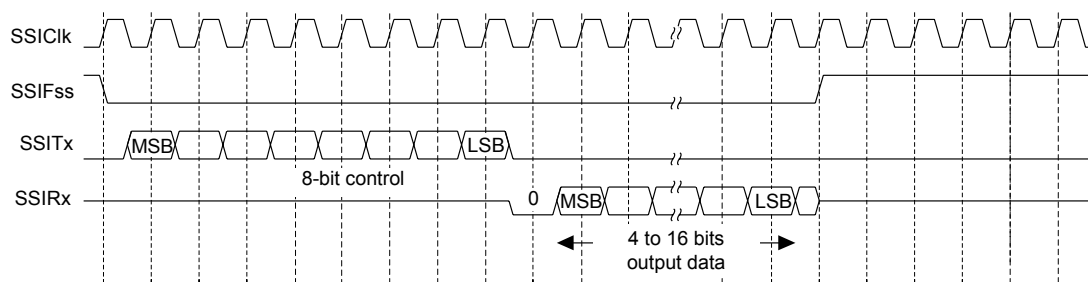 SSIClk
SSIFss
SSITx
MSB
LSB
8-bit control
SSIRx
0
MSB
LSB
4 to 16 bits
output data